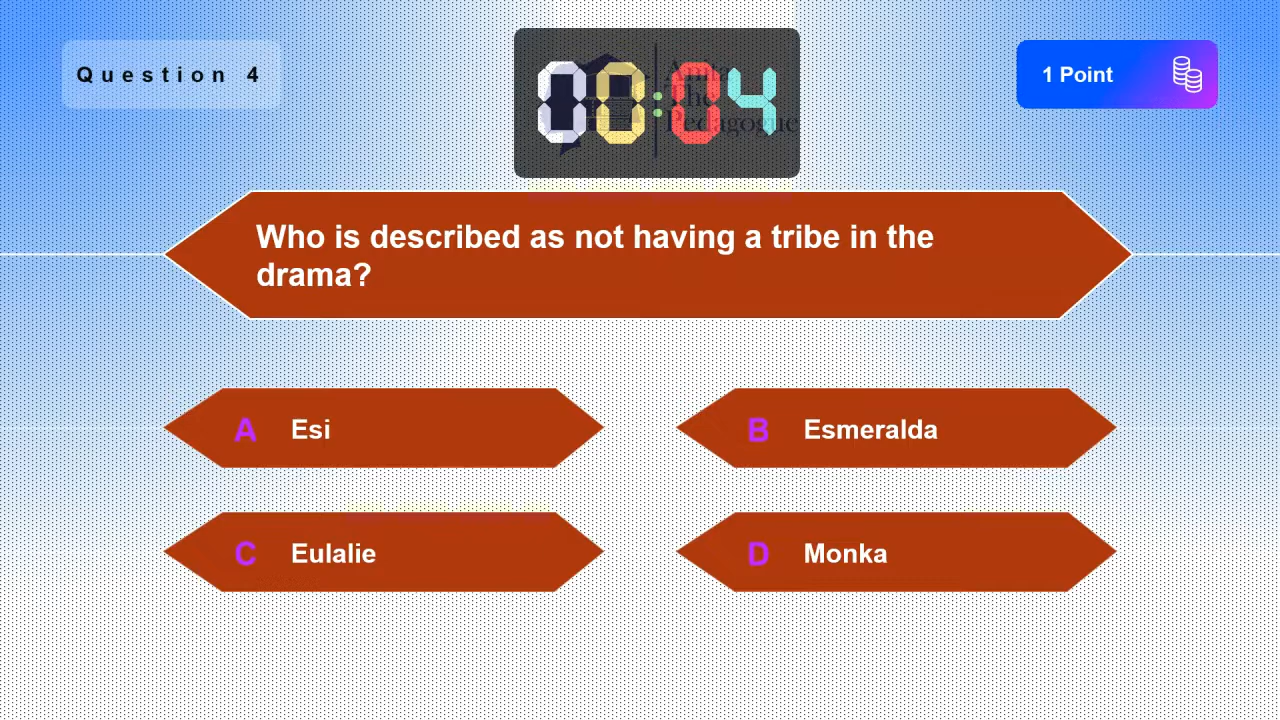 Question 4
00:04
1 Point
Who is described as not having a tribe in the
drama?
A Esi
B Esmeralda
C Eulalie
D Monka